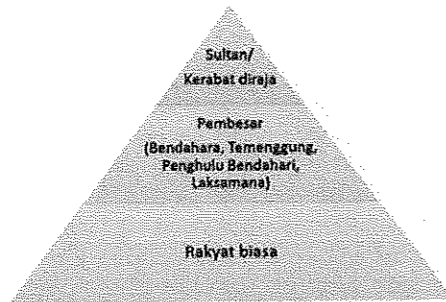 Sultan/
Kerabat diraja
Pembesar
(Bendahara, Temenggung,
Penghulu Bendahari,
Laksamana)
Rakyat biasa